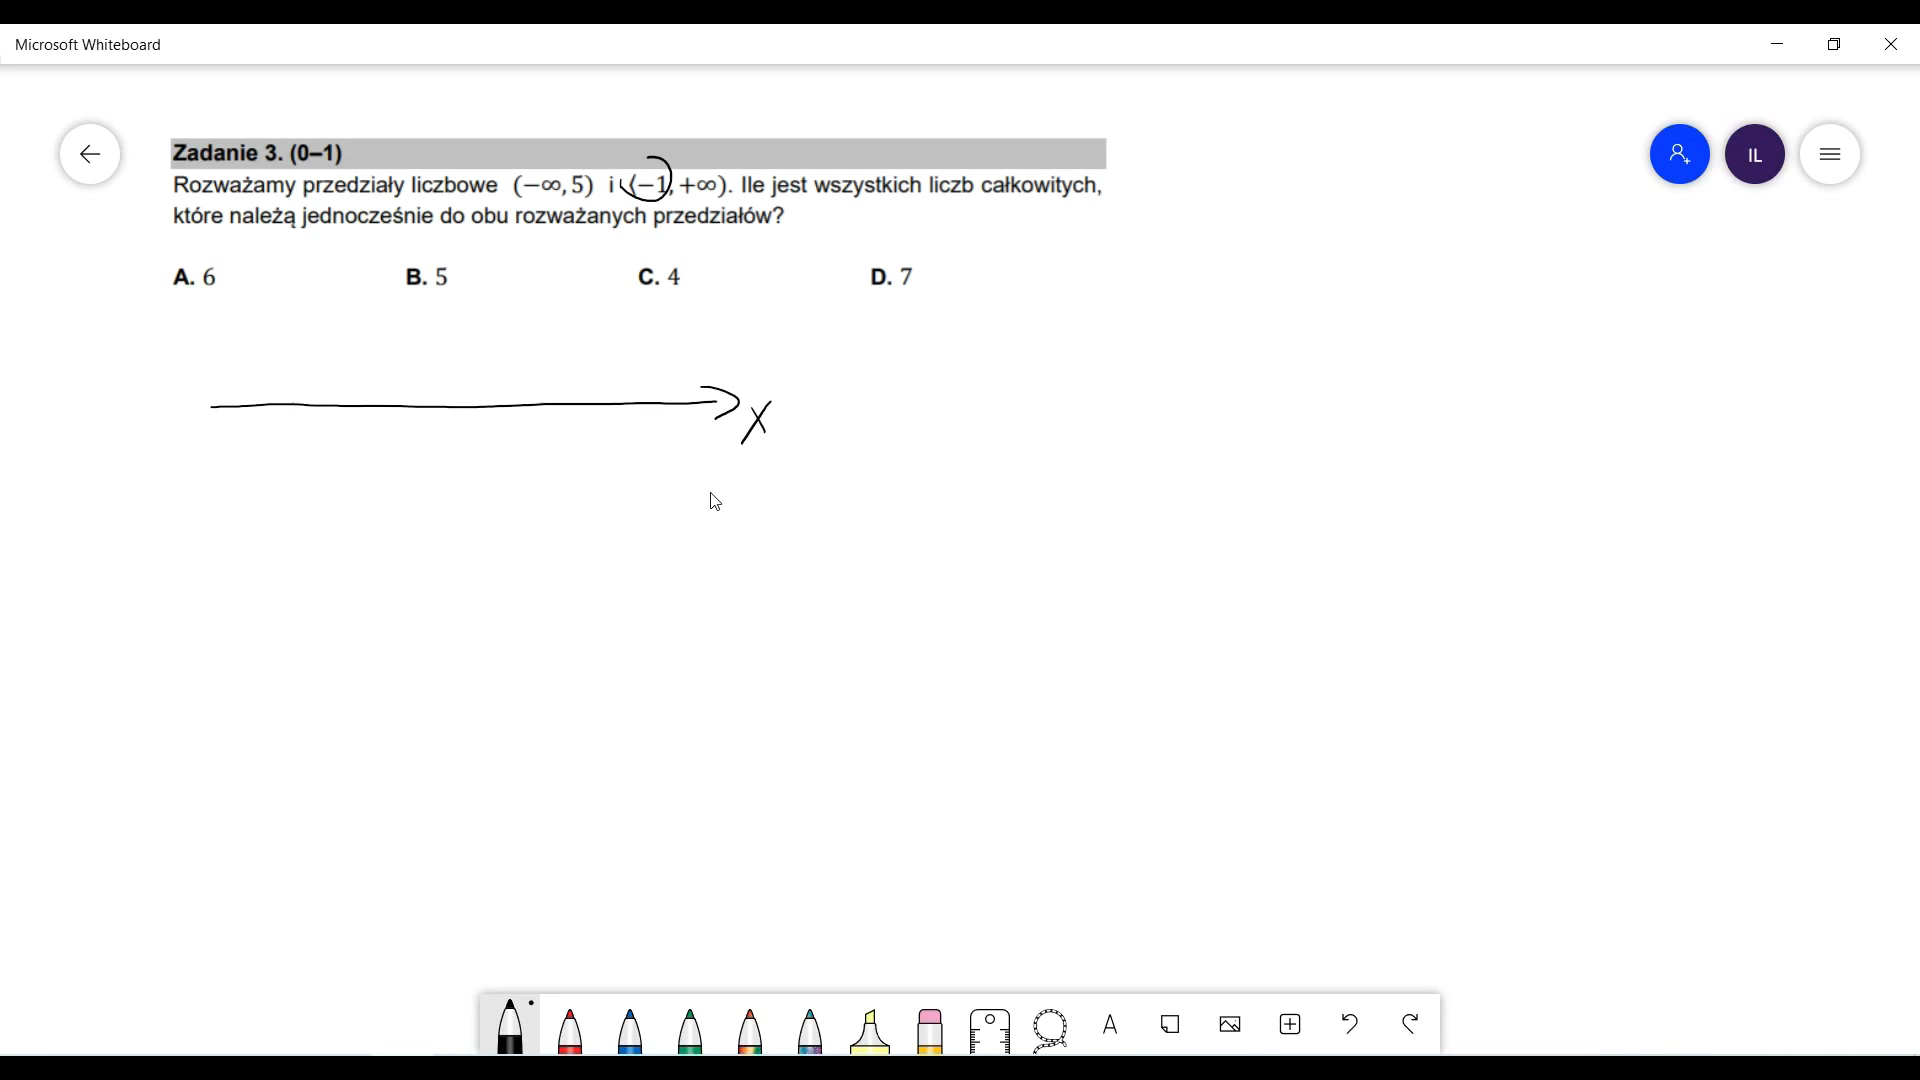 Microsoft Whiteboard
Zadanie 3. (0–1)
Rozważamy przedziały liczbowe (−∞, 5) i ⟨−1, +∞). Ile jest wszystkich liczb całkowitych,
które należą jednocześnie do obu rozważanych przedziałów?
A. 6 B. 5 C. 4 D. 7
x
IL